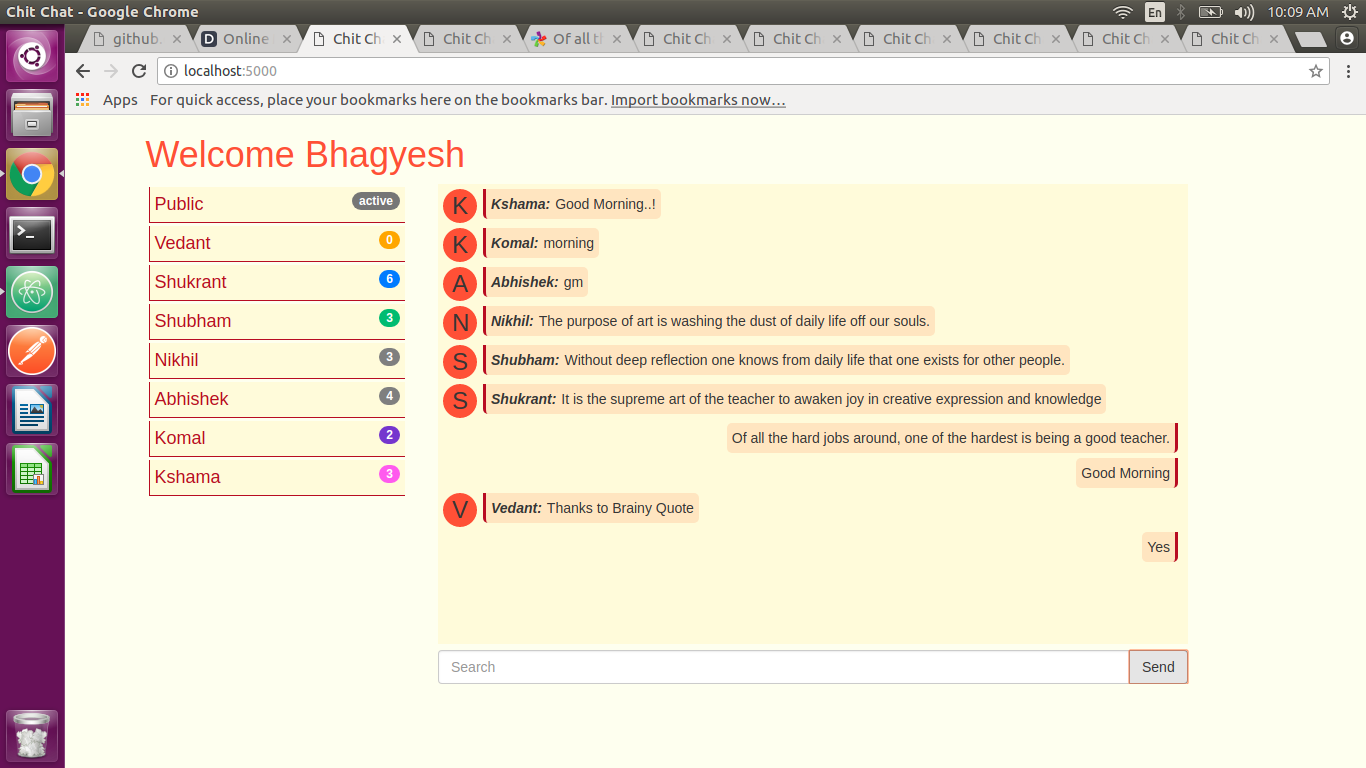 Chit Chat - Google Chrome
En
10:09 AM
github.
Online
Chit Ch
Chit Ch
Of all th
Chit Ch
Chit Ch
Chit Ch
Chit Ch
Chit Ch
Chit Ch
localhost:5000
Apps For quick access, place your bookmarks here on the bookmarks bar. Import bookmarks now…
Welcome Bhagyesh
Public active
Vedant 0
Shukrant 6
Shubham 3
Nikhil 3
Abhishek 4
Komal 2
Kshama 3
K Kshama: Good Morning..!
K Komal: morning
A Abhishek: gm
N Nikhil: The purpose of art is washing the dust of daily life off our souls.
S Shubham: Without deep reflection one knows from daily life that one exists for other people.
S Shukrant: It is the supreme art of the teacher to awaken joy in creative expression and knowledge
Of all the hard jobs around, one of the hardest is being a good teacher.
Good Morning
V Vedant: Thanks to Brainy Quote
Yes
Search
Send